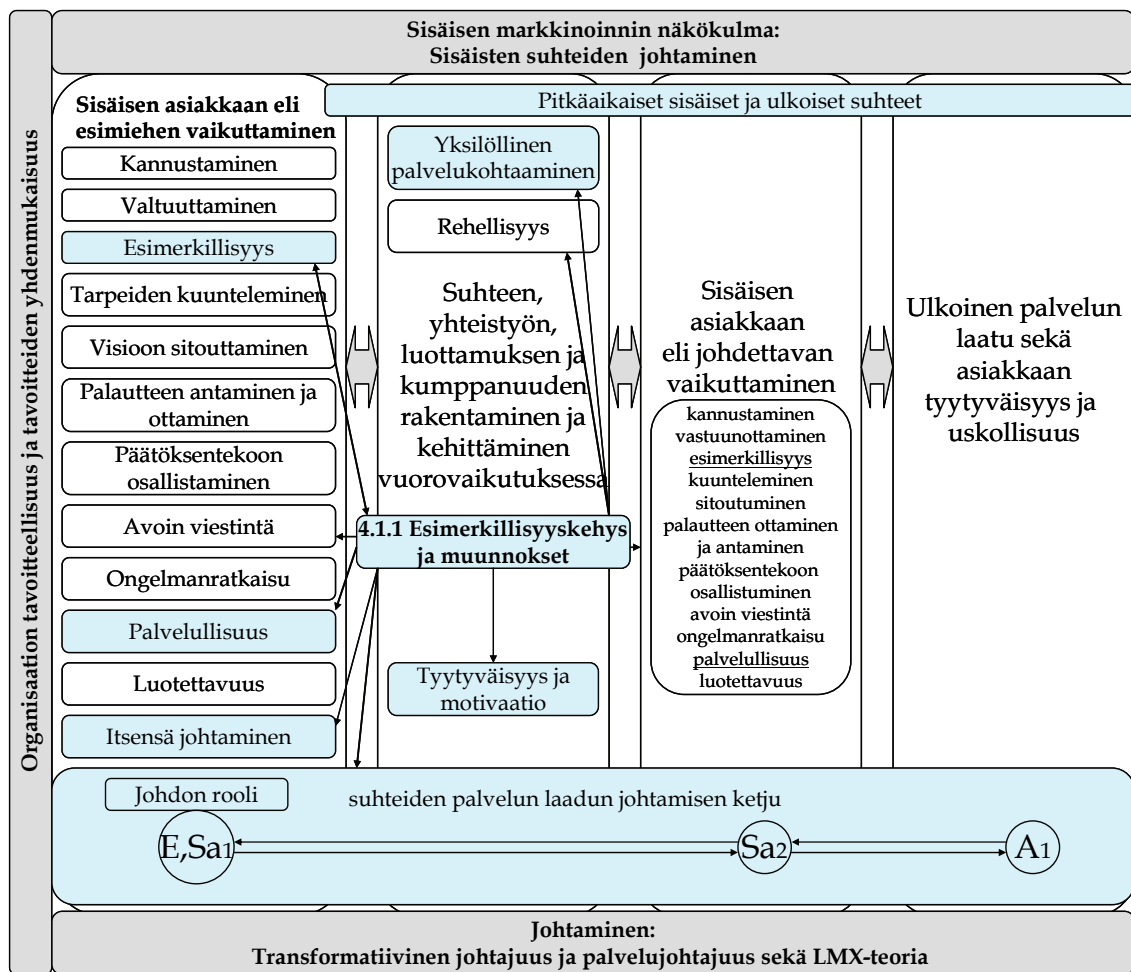 Sisäisen markkinoinnin näkökulma:
Sisäisten suhteiden johtaminen
Organisaation tavoitteellisuus ja tavoitteiden yhdenmukaisuus
Pitkäaikaiset sisäiset ja ulkoiset suhteet
Sisäisen asiakkaan eli
esimiehen vaikuttaminen
Kannustaminen
Valtuuttaminen
Esimerkillisyys
Tarpeiden kuunteleminen
Visioon sitouttaminen
Palautteen antaminen ja
ottaminen
Päätöksentekoon
osallistaminen
Avoin viestintä
Ongelmanratkaisu
Palvelullisuus
Luotettavuus
Itsensä johtaminen
Yksilöllinen
palvelukohtaaminen
Rehellisyys
Suhteen,
yhteistyön,
luottamuksen ja
kumppanuuden
rakentaminen ja
kehittäminen
vuorovaikutuksessa
4.1.1 Esimerkillisyyskehys
ja muunnokset
Tyytyväisyys ja
motivaatio
Sisäisen
asiakkaan
eli johdettavan
vaikuttaminen
kannustaminen
vastuunottaminen
esimerkillisyys
kuunteleminen
sitoutuminen
palautteen ottaminen
ja antaminen
päätöksentekoon
osallistuminen
avoin viestintä
ongelmanratkaisu
palvelullisuus
luotettavuus
Ulkoinen palvelun
laatu sekä
asiakkaan
tyytyväisyys ja
uskollisuus
Johdon rooli
suhteiden palvelun laadun johtamisen ketju
E,Sa1
Sa2
A1
Johtaminen:
Transformatiivinen johtajuus ja palvelujohtajuus sekä LMX-teoria